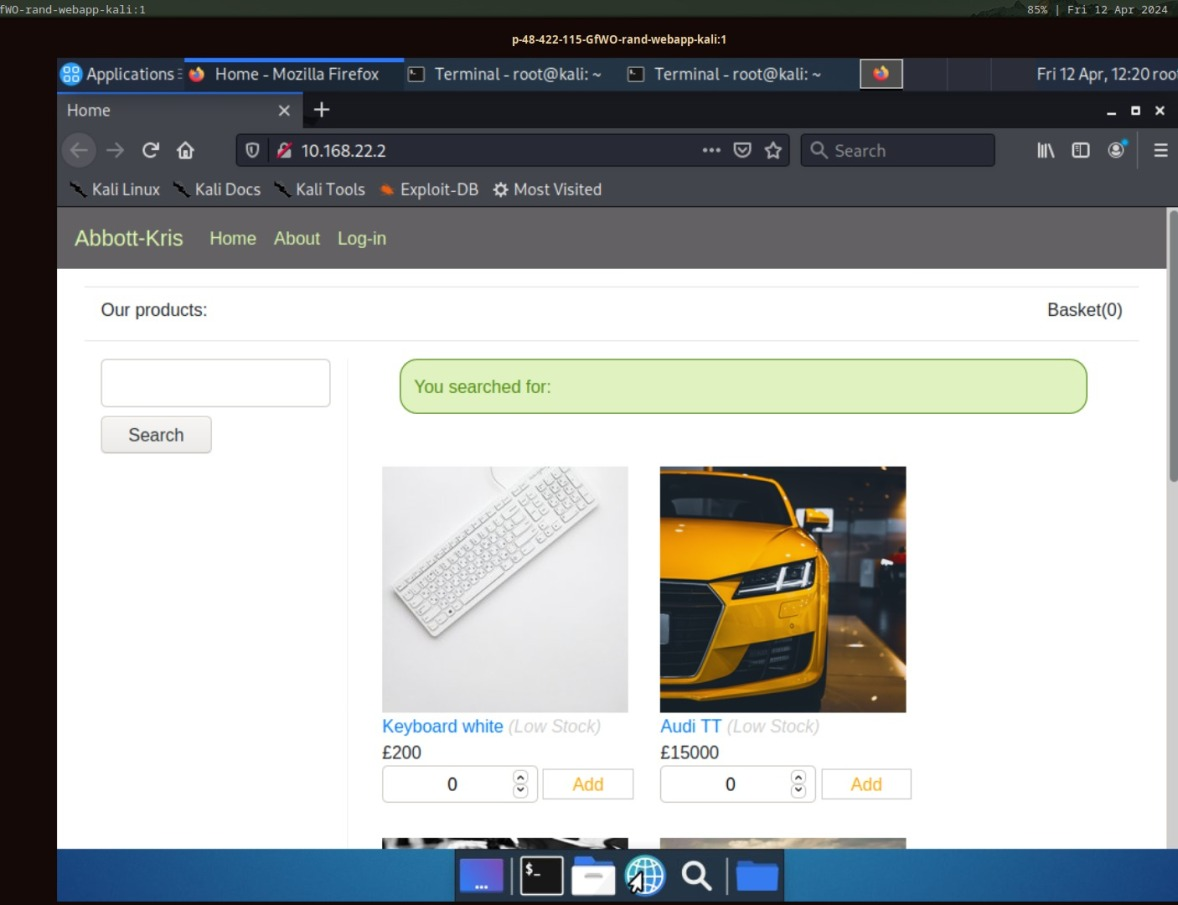 fWO-rand-webapp-kali:1
85% | Fri 12 Apr 2024
p-48-422-115-GfWO-rand-webapp-kali:1
Applications
Home - Mozilla Firefox
Terminal - root@kali: ~
Terminal - root@kali: ~
Fri 12 Apr, 12:20 root
Home
10.168.22.2
Search
Kali Linux
Kali Docs
Kali Tools
Exploit-DB
Most Visited
Abbott-Kris
Home
About
Log-in
Our products:
Basket(0)
You searched for:
Search
Keyboard white (Low Stock)
£200
0
Add
Audi TT (Low Stock)
£15000
0
Add
$_